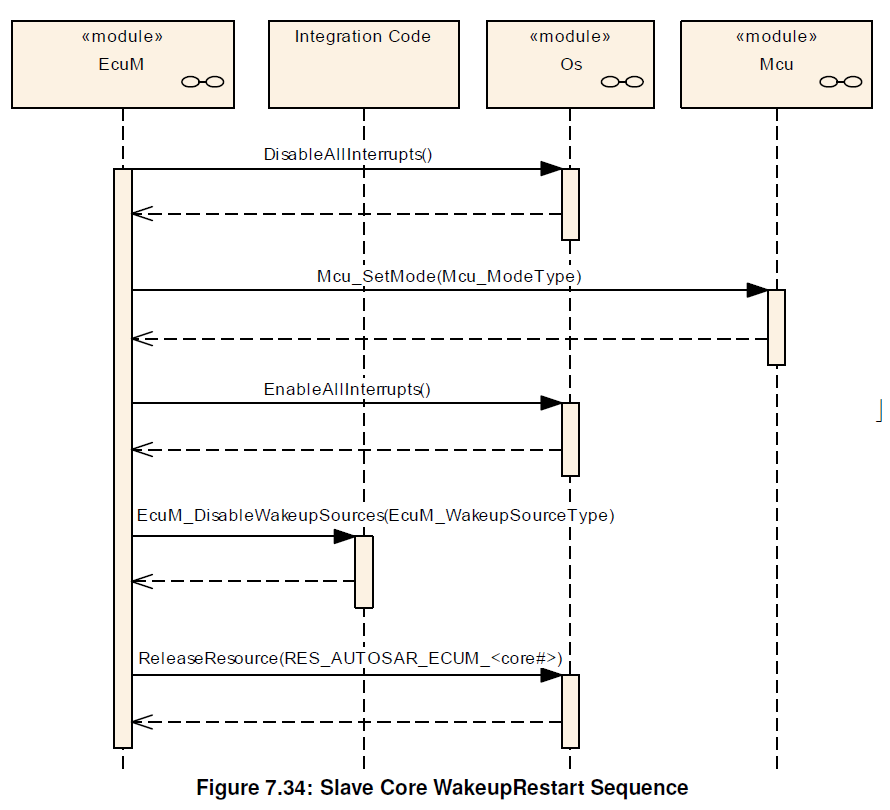 «module»
EcuM
Integration Code
«module»
Os
«module»
Mcu
DisableAllInterrupts()
Mcu_SetMode(Mcu_ModeType)
EnableAllInterrupts()
EcuM_DisableWakeupSources(EcuM_WakeupSourceType)
ReleaseResource(RES_AUTOSAR_ECUM_<core#>)
Figure 7.34: Slave Core WakeupRestart Sequence